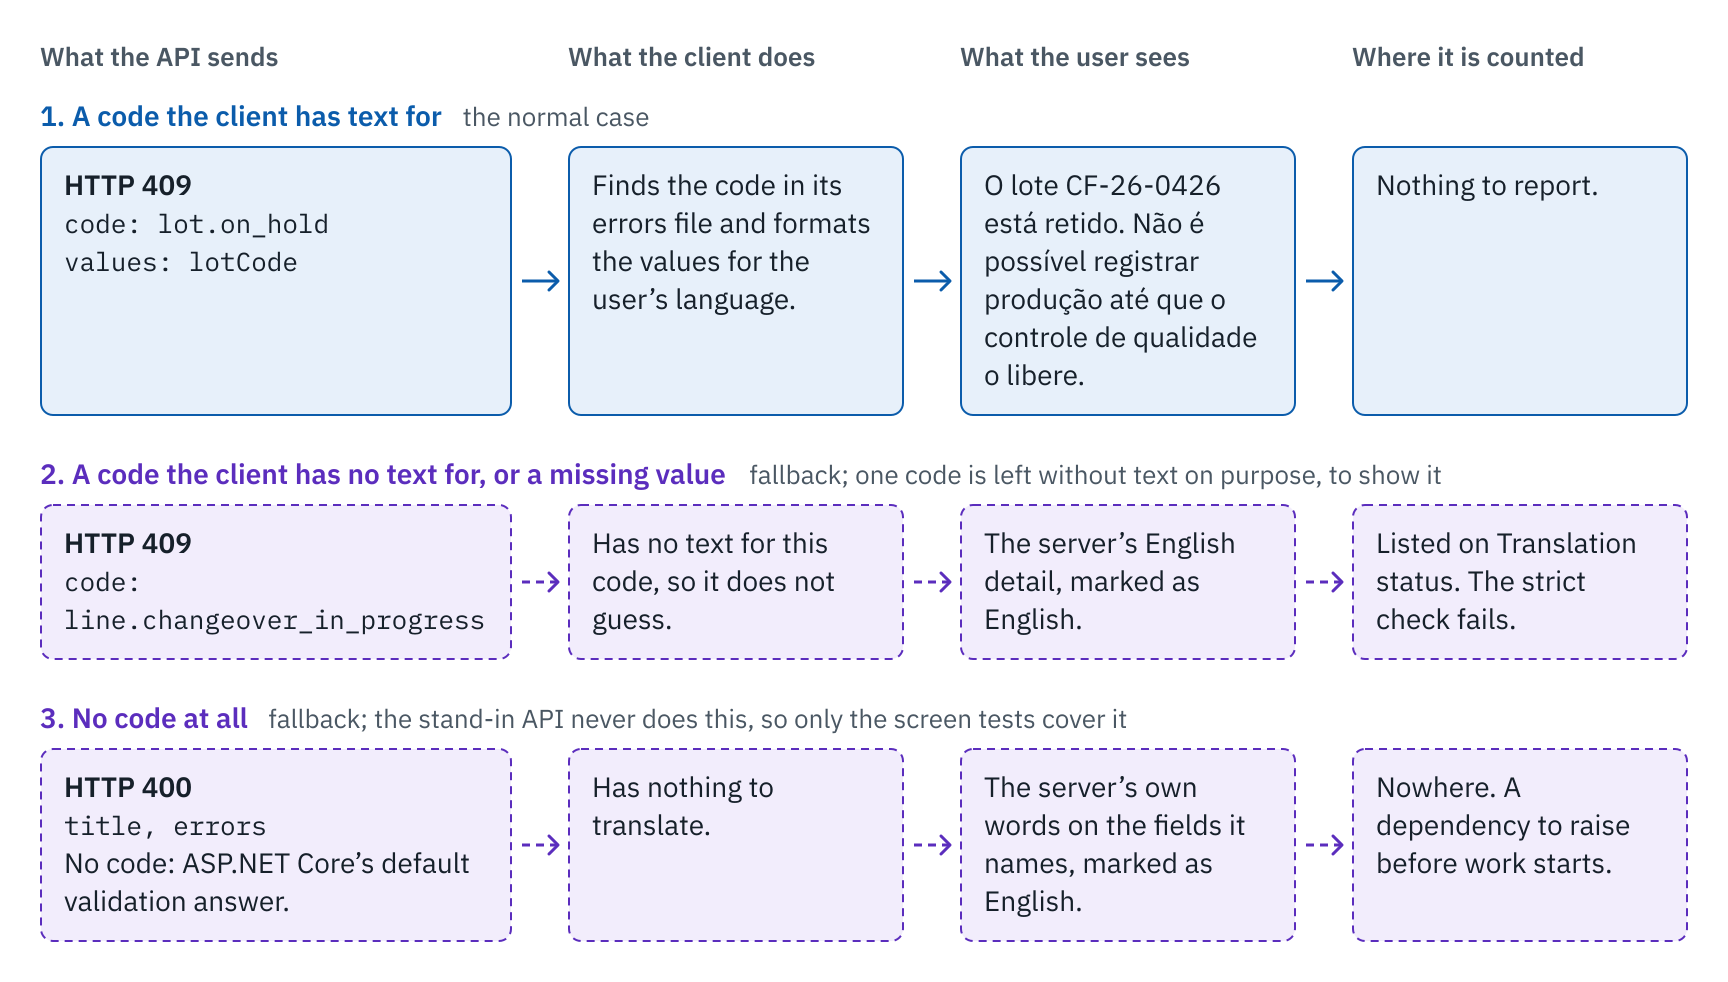 What the API sends
What the client does
What the user sees
Where it is counted
1. A code the client has text for the normal case
HTTP 409
code: lot.on_hold
values: lotCode
Finds the code in its
errors file and formats
the values for the
user’s language.
O lote CF-26-0426
está retido. Não é
possível registrar
produção até que o
controle de qualidade
o libere.
Nothing to report.
2. A code the client has no text for, or a missing value fallback; one code is left without text on purpose, to show it
HTTP 409
code:
line.changeover_in_progress
Has no text for this
code, so it does not
guess.
The server’s English
detail, marked as
English.
Listed on Translation
status. The strict
check fails.
3. No code at all fallback; the stand-in API never does this, so only the screen tests cover it
HTTP 400
title, errors
No code: ASP.NET Core’s default
validation answer.
Has nothing to
translate.
The server’s own
words on the fields it
names, marked as
English.
Nowhere. A
dependency to raise
before work starts.